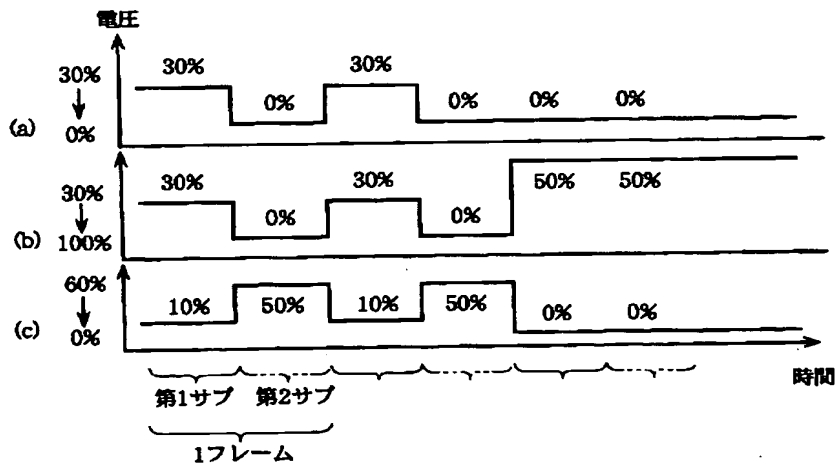 電圧
30% 0% 30% 0% 0% 0%
30%
↓
0%
(a)
30% 0% 30% 0% 50% 50%
30%
↓
100%
(b)
10% 50% 10% 50% 0% 0%
60%
↓
0%
(c)
時間
第1サブ 第2サブ
1フレーム